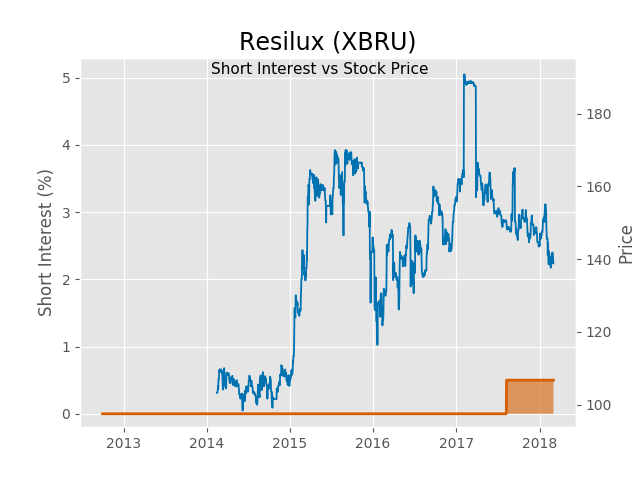 Resilux (XBRU)
Short Interest vs Stock Price
Short Interest (%)
5
4
3
2
1
0
180
160
140
120
100
Price
2013 2014 2015 2016 2017 2018